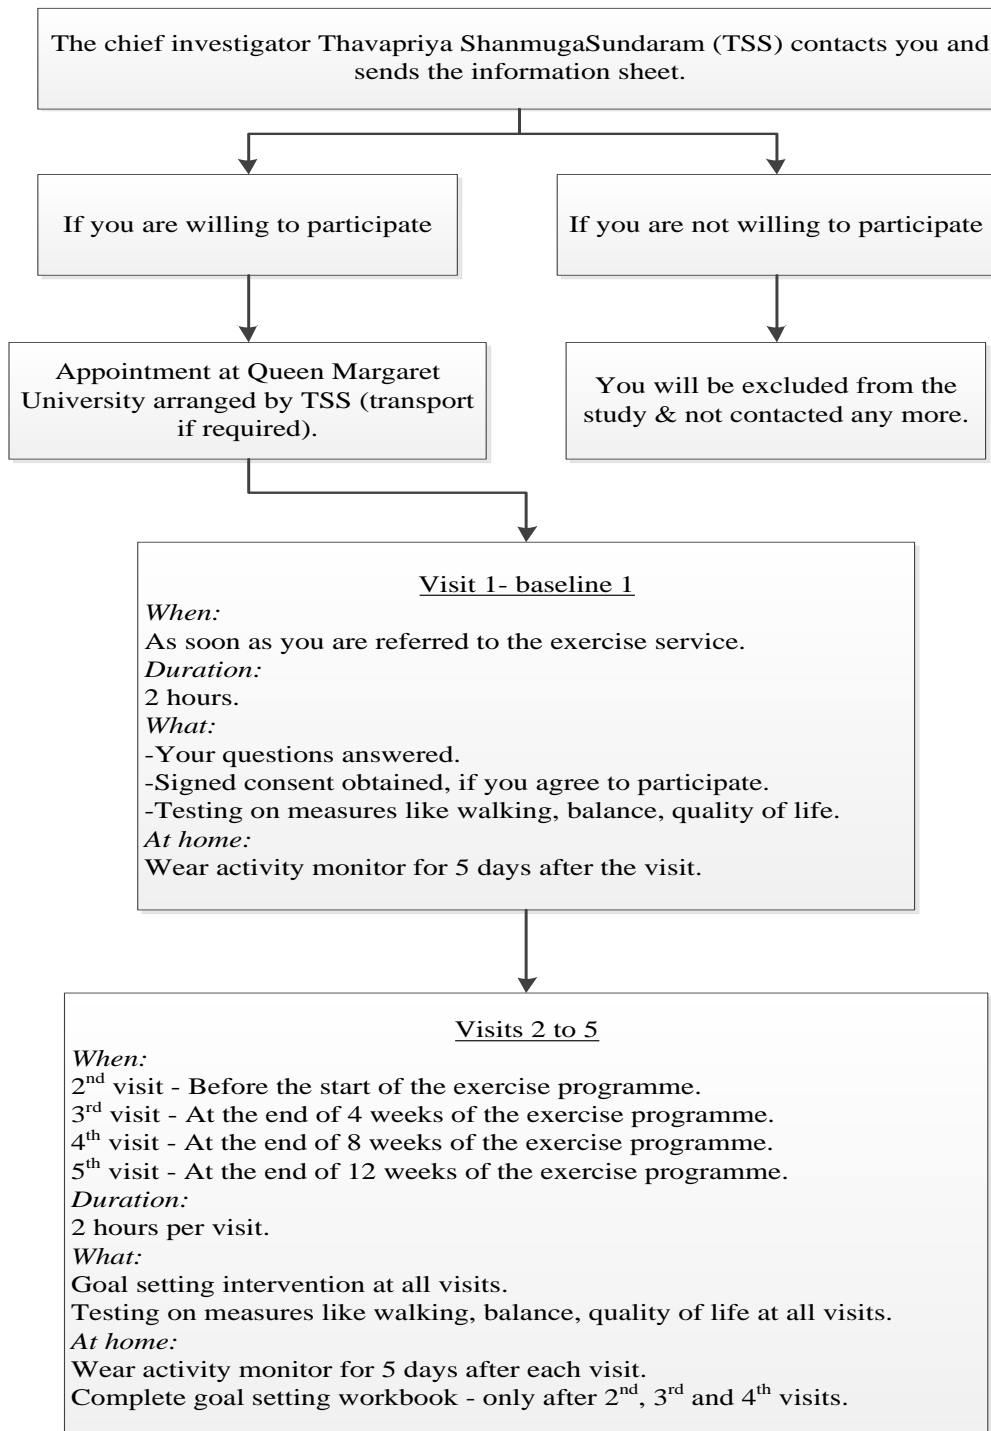 The chief investigator Thavapriya ShanmugaSundaram (TSS) contacts you and
sends the information sheet.
If you are willing to participate
If you are not willing to participate
Appointment at Queen Margaret
University arranged by TSS (transport
if required).
You will be excluded from the
study & not contacted any more.
Visit 1- baseline 1
When:
As soon as you are referred to the exercise service.
Duration:
2 hours.
What:
-Your questions answered.
-Signed consent obtained, if you agree to participate.
-Testing on measures like walking, balance, quality of life.
At home:
Wear activity monitor for 5 days after the visit.
Visits 2 to 5
When:
2nd visit - Before the start of the exercise programme.
3rd visit - At the end of 4 weeks of the exercise programme.
4th visit - At the end of 8 weeks of the exercise programme.
5th visit - At the end of 12 weeks of the exercise programme.
Duration:
2 hours per visit.
What:
Goal setting intervention at all visits.
Testing on measures like walking, balance, quality of life at all visits.
At home:
Wear activity monitor for 5 days after each visit.
Complete goal setting workbook - only after 2nd, 3rd and 4th visits.